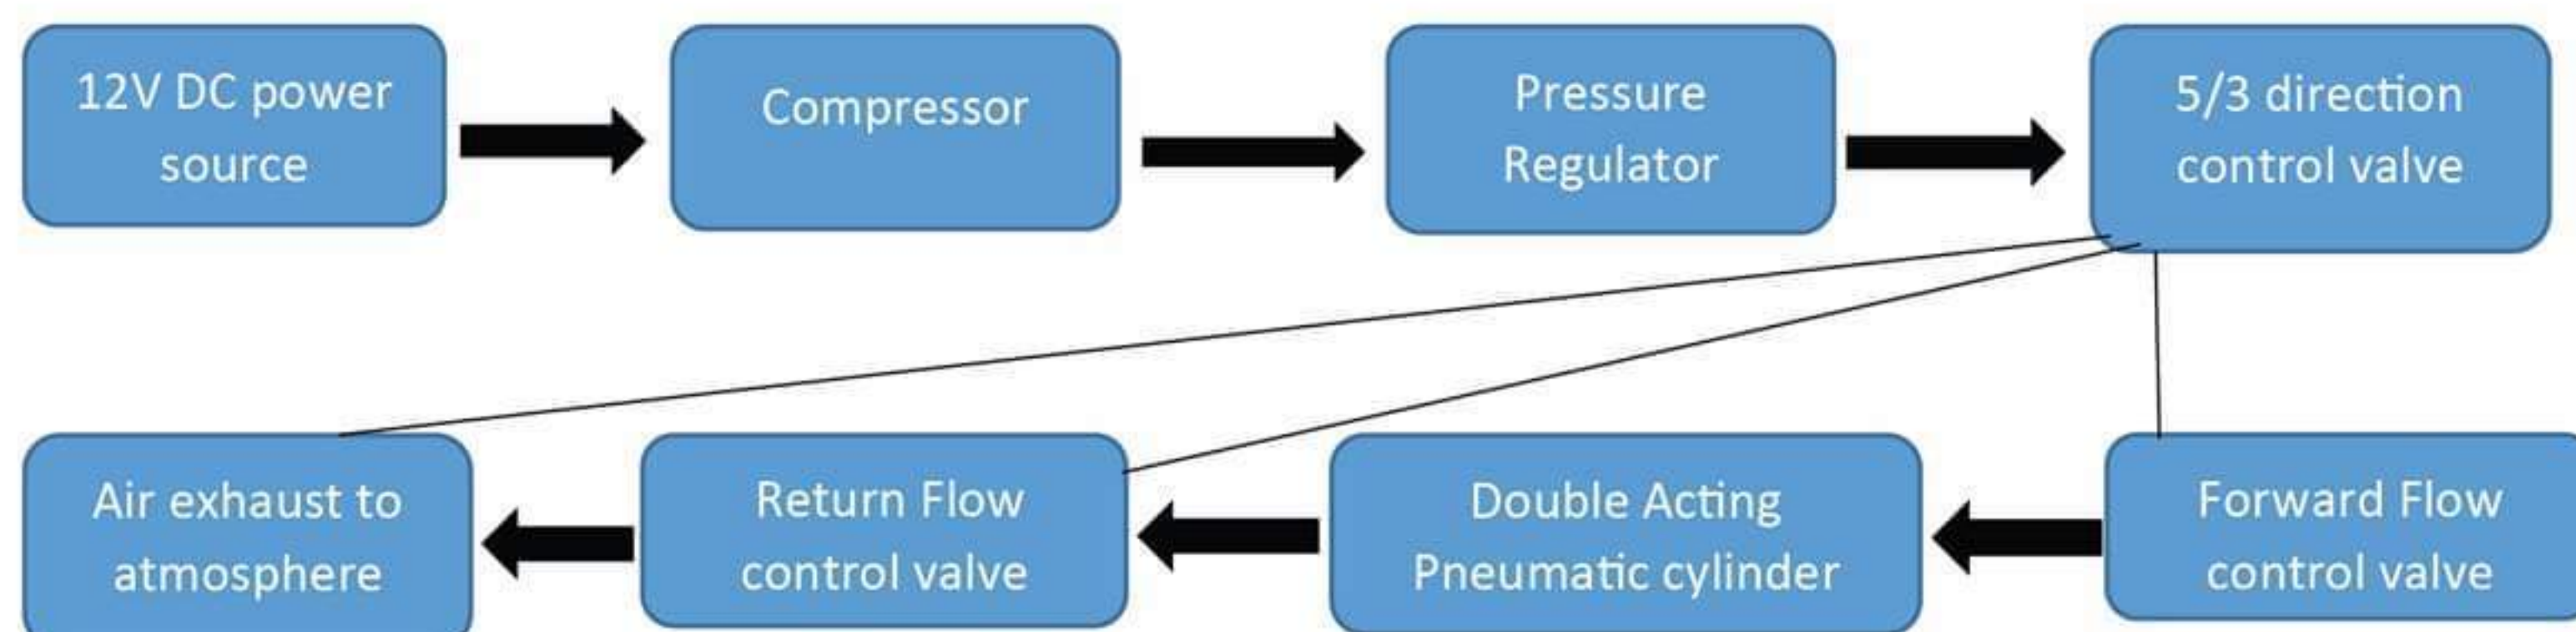 12V DC power
source
Compressor
Pressure
Regulator
5/3 direction
control valve
Air exhaust to
atmosphere
Return Flow
control valve
Double Acting
Pneumatic cylinder
Forward Flow
control valve